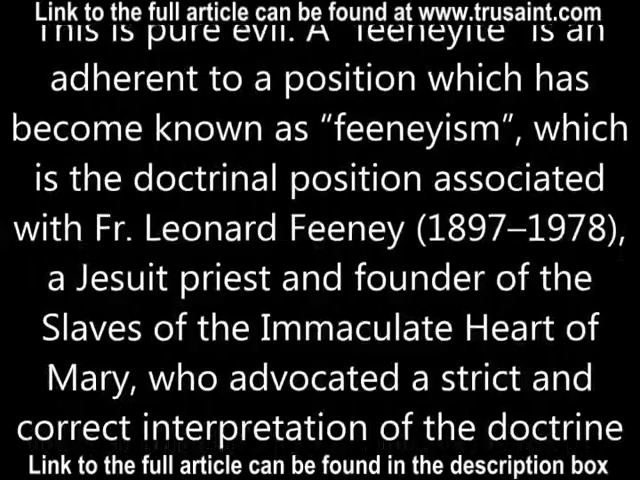 Link to the full article can be found at www.trusaint.com
This is pure evil. A “feeneyite” is an
adherent to a position which has
become known as “feeneyism”, which
is the doctrinal position associated
with Fr. Leonard Feeney (1897–1978),
a Jesuit priest and founder of the
Slaves of the Immaculate Heart of
Mary, who advocated a strict and
correct interpretation of the doctrine
Link to the full article can be found in the description box